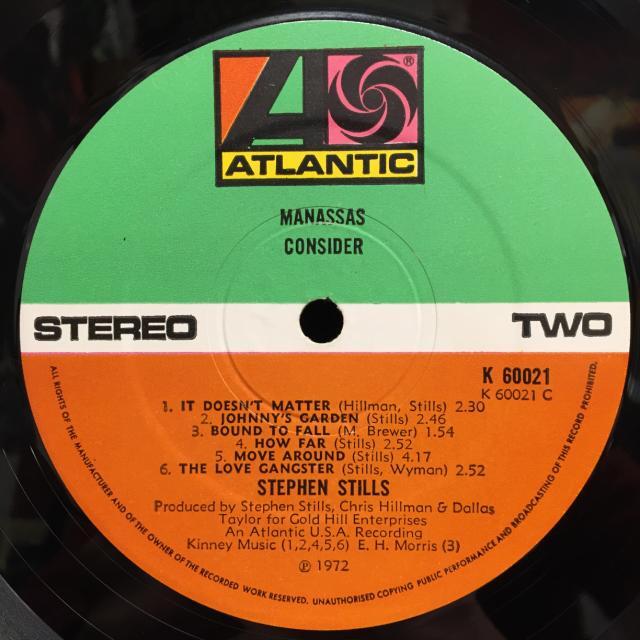 ®
ATLANTIC
MANASSAS
CONSIDER
STEREO
TWO
K 60021
K 60021 C
1. IT DOESN'T MATTER (Hillman, Stills) 2.30
2. JOHNNY'S GARDEN (Stills) 2.46
3. BOUND TO FALL (M. Brewer) 1.54
4. HOW FAR (Stills) 2.52
5. MOVE AROUND (Stills) 4.17
6. THE LOVE GANGSTER (Stills, Wyman) 2.52
STEPHEN STILLS
Produced by Stephen Stills, Chris Hillman & Dallas
Taylor for Gold Hill Enterprises
An Atlantic U.S.A. Recording
Kinney Music (1,2,4,5,6) E. H. Morris (3)
℗ 1972
ALL RIGHTS OF THE MANUFACTURER AND OF THE OWNER OF THE RECORDED WORK RESERVED. UNAUTHORISED COPYING PUBLIC PERFORMANCE AND BROADCASTING OF THIS RECORD PROHIBITED.